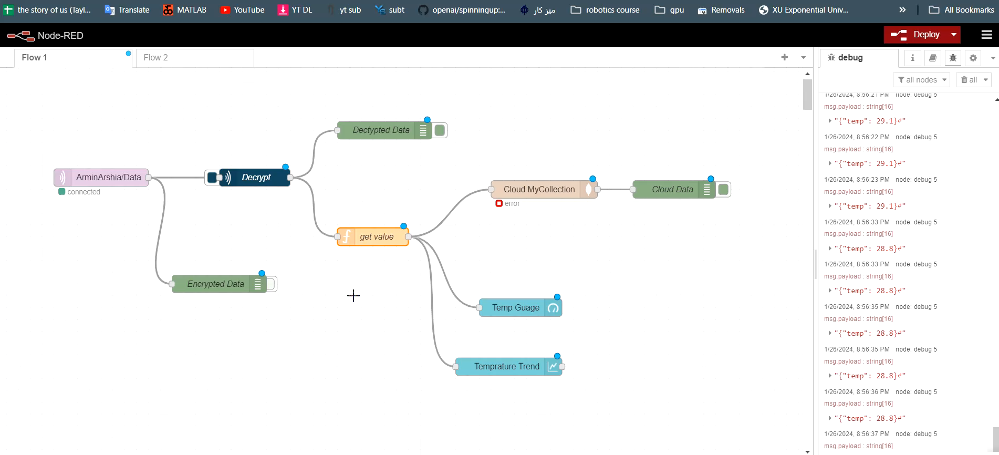 the story of us (Tayl...
Translate
MATLAB
YouTube
YT DL
yt sub
subt
openai/spinningup:...
میز کار
robotics course
gpu
Removals
XU Exponential Univ...
All Bookmarks
Node-RED
Deploy
Flow 1
Flow 2
debug
all nodes
all
Dectypted Data
ArminArshia/Data
connected
Decrypt
Cloud MyCollection
error
Cloud Data
get value
Encrypted Data
Temp Guage
Temprature Trend
1/26/2024, 8:56:21 PM node: debug 5
msg.payload : string[16]
"{"temp": 29.1}↵"
1/26/2024, 8:56:22 PM node: debug 5
msg.payload : string[16]
"{"temp": 29.1}↵"
1/26/2024, 8:56:23 PM node: debug 5
msg.payload : string[16]
"{"temp": 29.1}↵"
1/26/2024, 8:56:33 PM node: debug 5
msg.payload : string[16]
"{"temp": 28.8}↵"
1/26/2024, 8:56:33 PM node: debug 5
msg.payload : string[16]
"{"temp": 28.8}↵"
1/26/2024, 8:56:35 PM node: debug 5
msg.payload : string[16]
"{"temp": 28.8}↵"
1/26/2024, 8:56:35 PM node: debug 5
msg.payload : string[16]
"{"temp": 28.8}↵"
1/26/2024, 8:56:36 PM node: debug 5
msg.payload : string[16]
"{"temp": 28.8}↵"
1/26/2024, 8:56:37 PM node: debug 5
msg.payload : string[16]